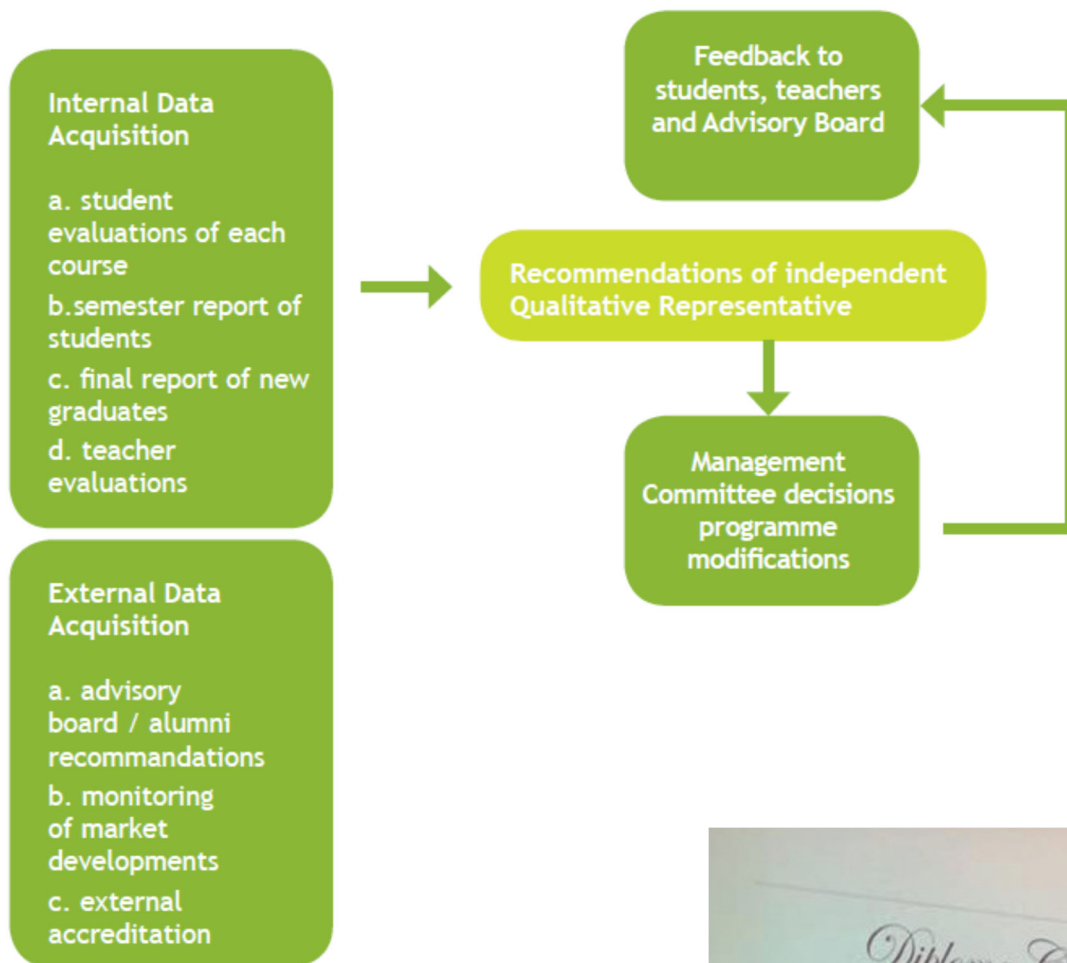 Internal Data
Acquisition
a. student
evaluations of each
course
b.semester report of
students
c. final report of new
graduates
d. teacher
evaluations
External Data
Acquisition
a. advisory
board / alumni
recommandations
b. monitoring
of market
developments
c. external
accreditation
Feedback to
students, teachers
and Advisory Board
Recommendations of independent
Qualitative Representative
Management
Committee decisions
programme
modifications
Diploma